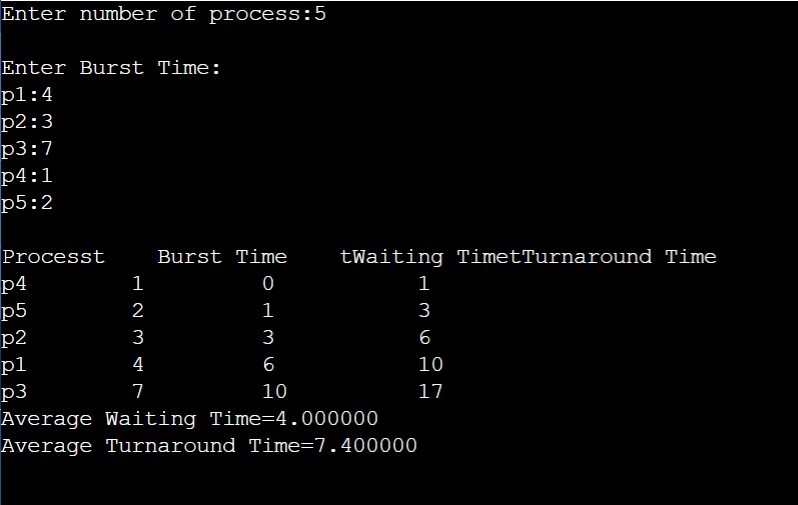 Enter number of process:5
Enter Burst Time:
p1:4
p2:3
p3:7
p4:1
p5:2
Processt    Burst Time    tWaiting TimetTurnaround Time
p4        1         0           1
p5        2         1           3
p2        3         3           6
p1        4         6           10
p3        7         10          17
Average Waiting Time=4.000000
Average Turnaround Time=7.400000